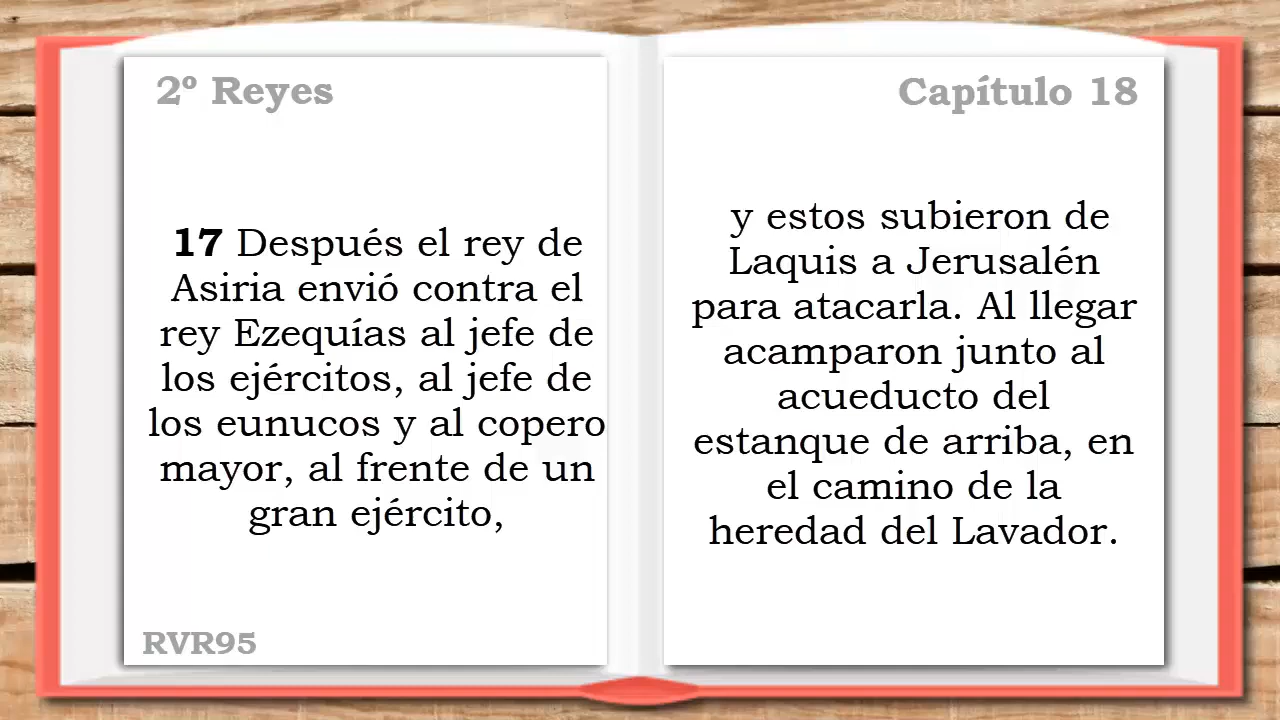 2º Reyes
17 Después el rey de
Asiria envió contra el
rey Ezequías al jefe de
los ejércitos, al jefe de
los eunucos y al copero
mayor, al frente de un
gran ejército,
RVR95
Capítulo 18
y estos subieron de
Laquis a Jerusalén
para atacarla. Al llegar
acamparon junto al
acueducto del
estanque de arriba, en
el camino de la
heredad del Lavador.